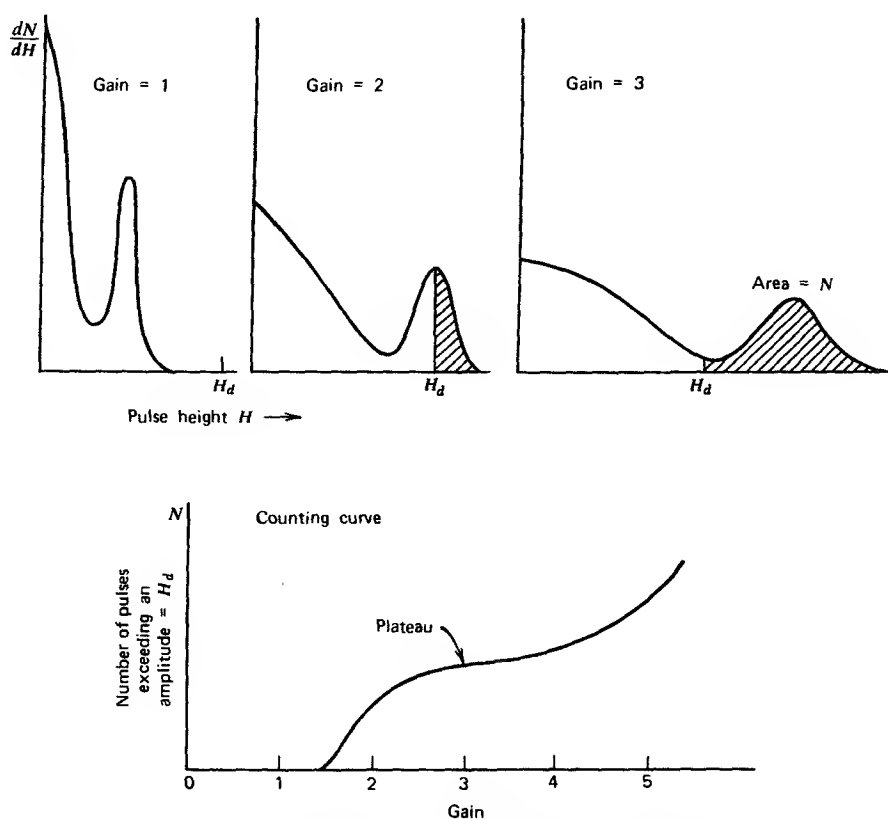 dN
dH
Gain = 1
Gain = 2
Gain = 3
Area = N
H_d
H_d
H_d
Pulse height H →
N
Counting curve
Number of pulses
exceeding an
amplitude = H_d
Plateau
0 1 2 3 4 5
Gain